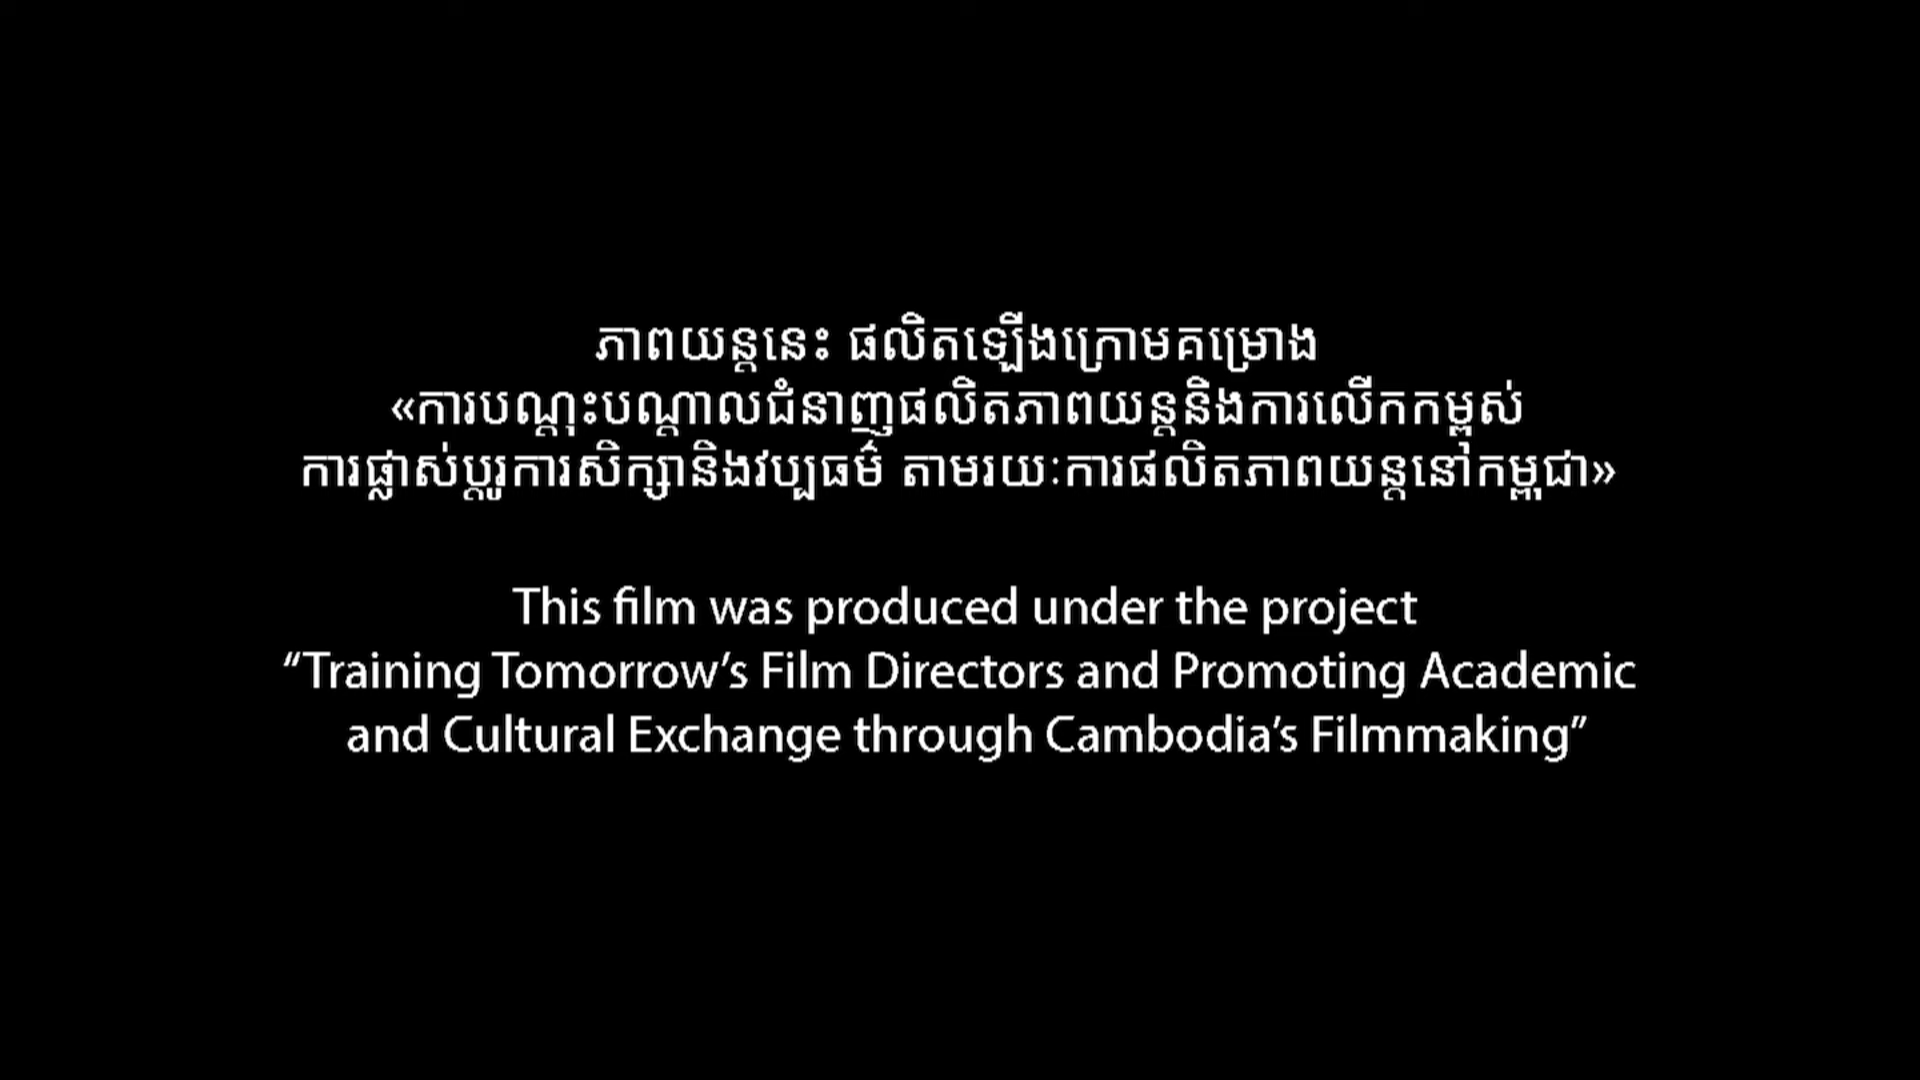 ភាពយន្តនេះ ផលិតឡើងក្រោមគម្រោង
«ការបណ្តុះបណ្តាលជំនាញផលិតភាពយន្តនិងការលើកកម្ពស់
ការផ្លាស់ប្តូរការសិក្សានិងវប្បធម៌ តាមរយៈការផលិតភាពយន្តនៅកម្ពុជា»
This film was produced under the project
“Training Tomorrow’s Film Directors and Promoting Academic
and Cultural Exchange through Cambodia’s Filmmaking”